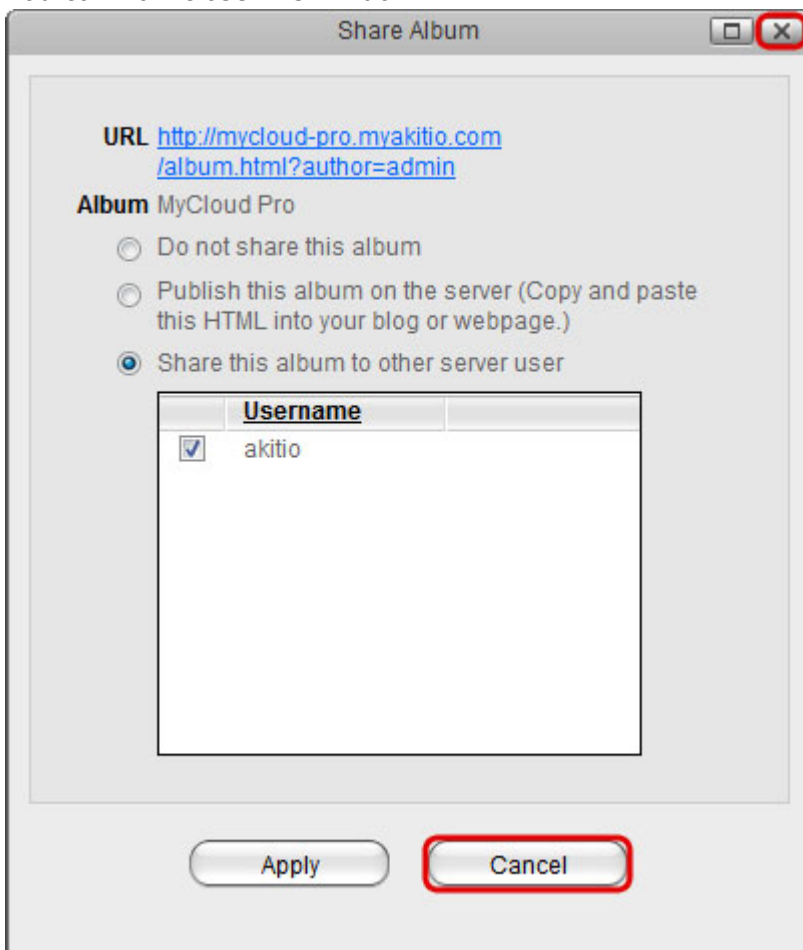 Share Album
URL http://mycloud-pro.myakitio.com
/album.html?author=admin
Album MyCloud Pro
Do not share this album
Publish this album on the server (Copy and paste
this HTML into your blog or webpage.)
Share this album to other server user
Username
akitio
Apply Cancel